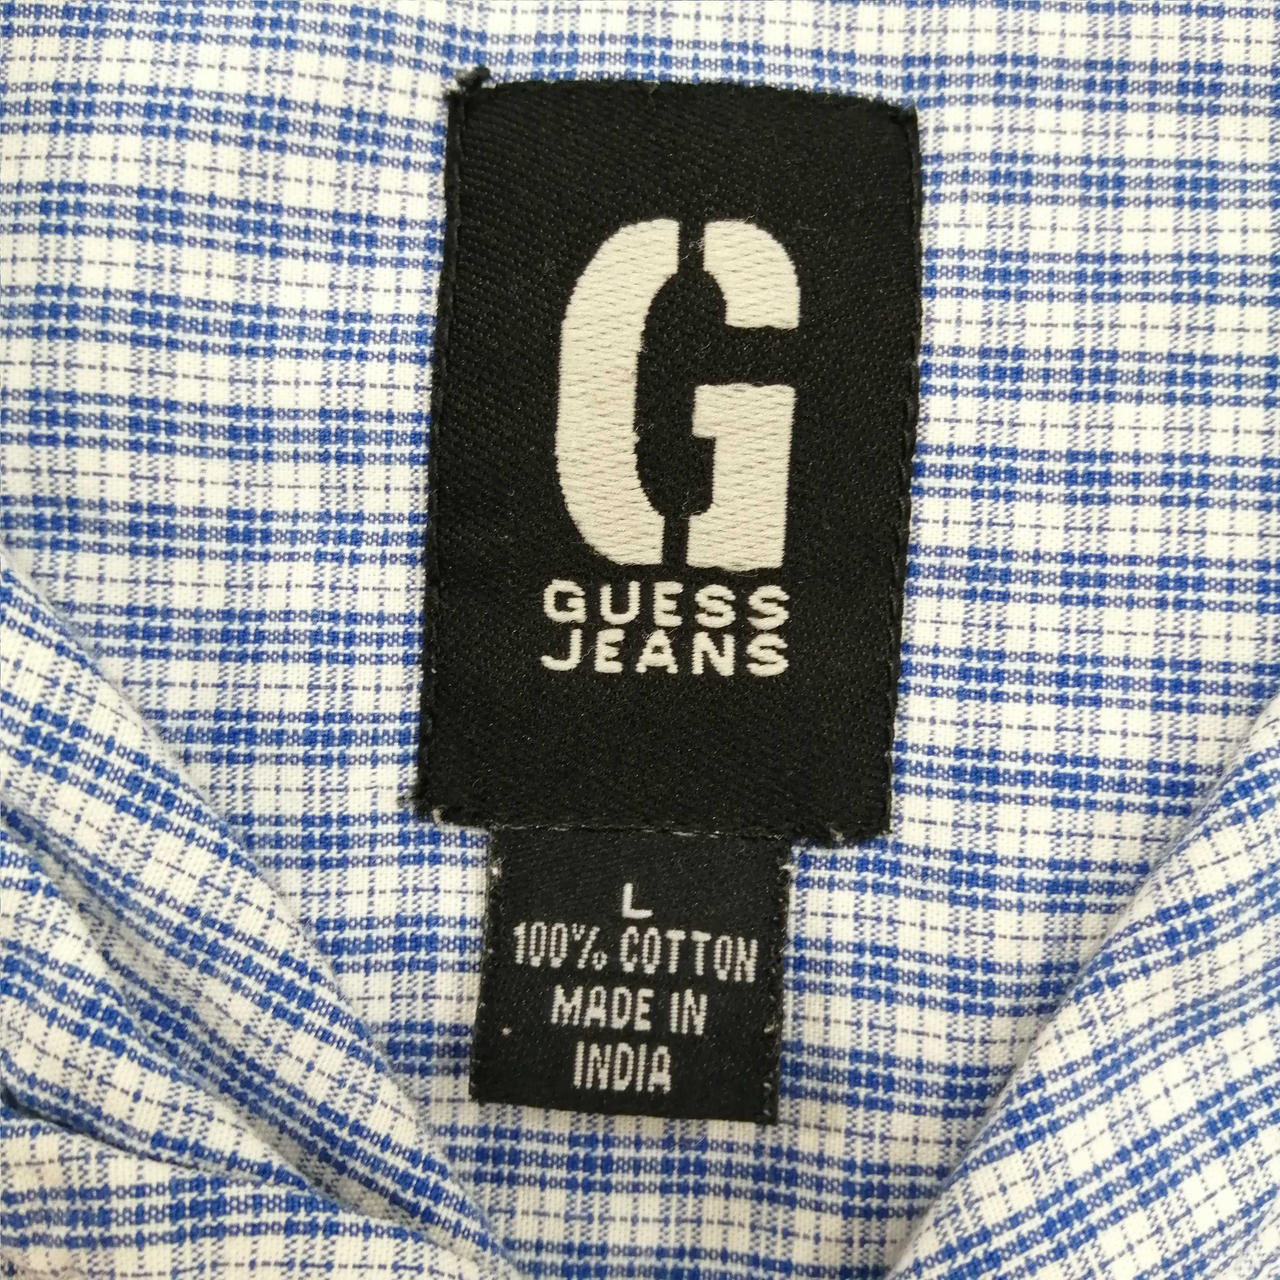 G
GUESS
JEANS
L
100% COTTON
MADE IN
INDIA